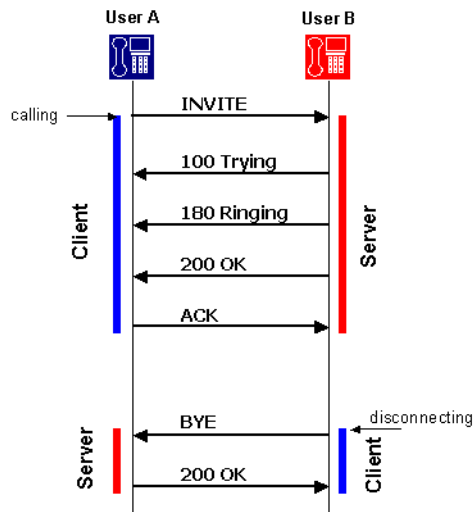 User A
User B
calling
INVITE
100 Trying
180 Ringing
Client
Server
200 OK
ACK
disconnecting
BYE
Server
Client
200 OK